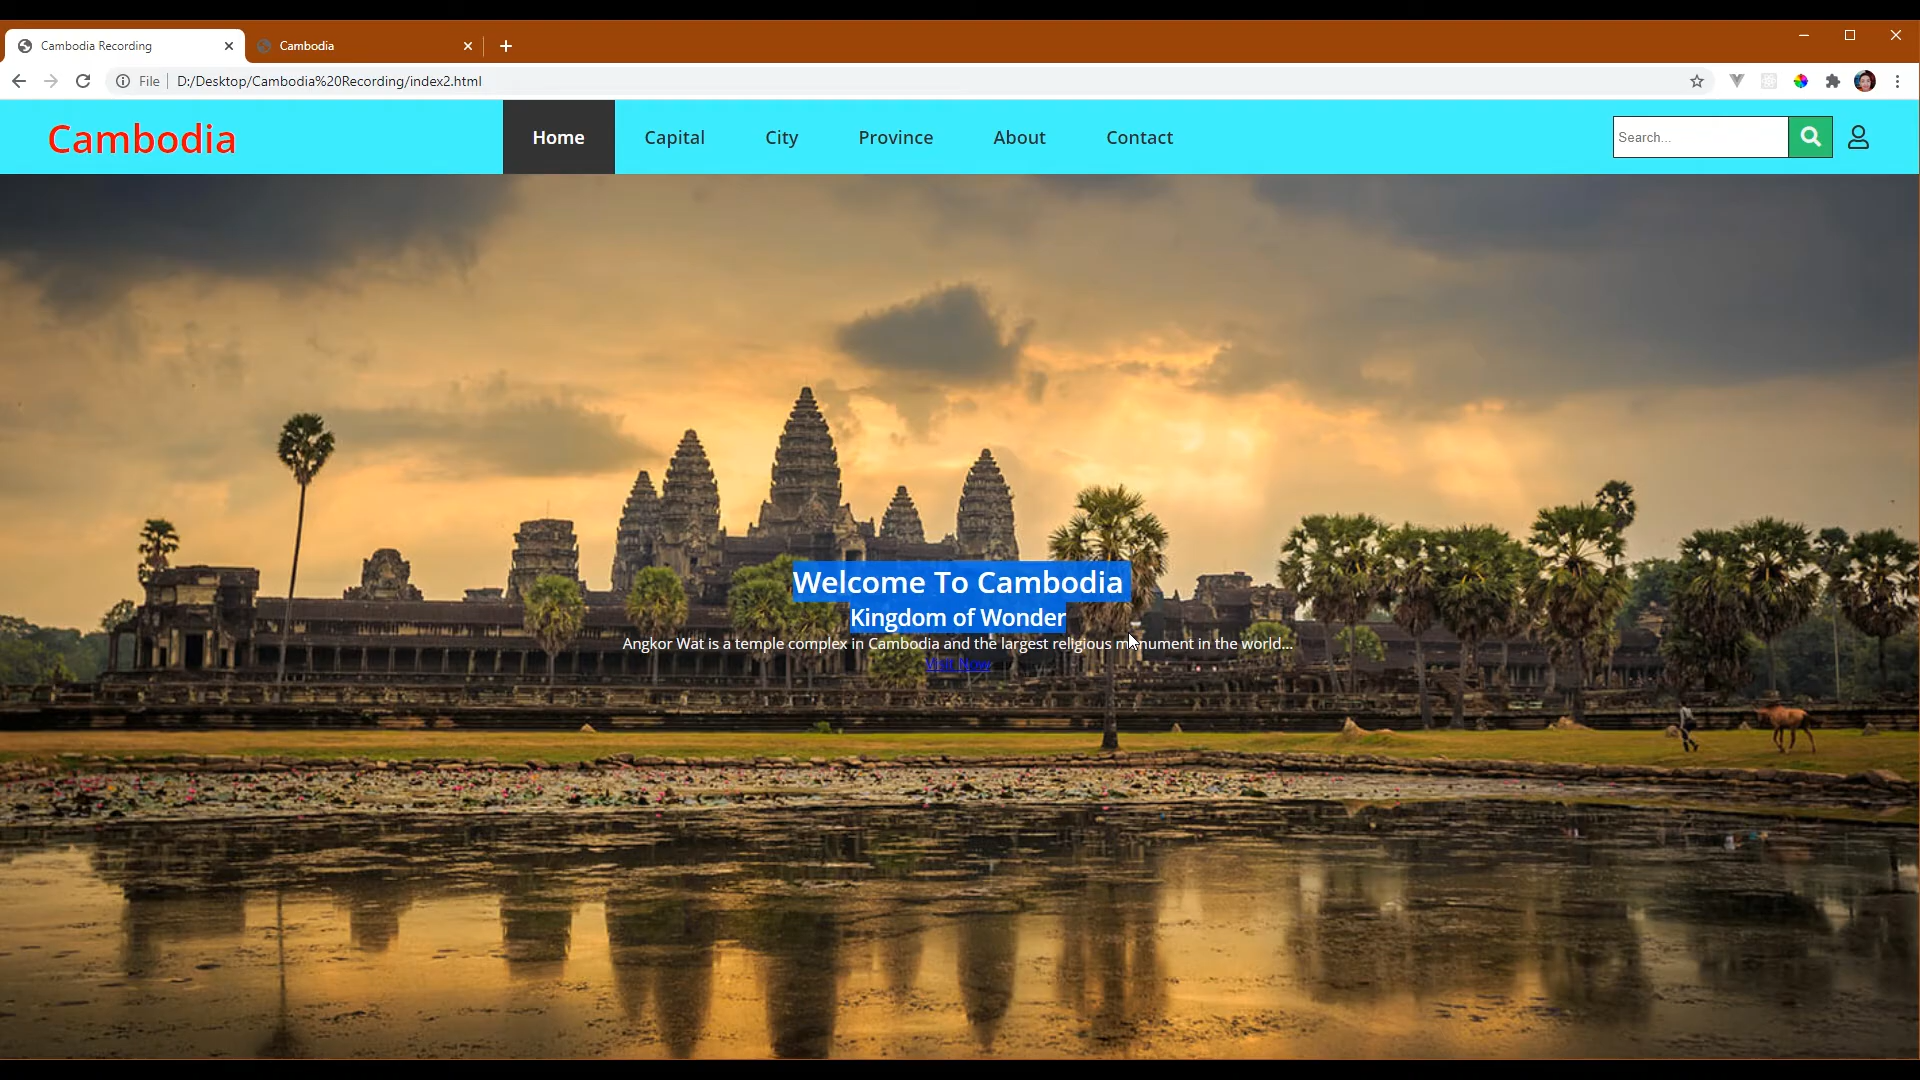 Cambodia Recording
Cambodia
File
D:/Desktop/Cambodia%20Recording/index2.html
Cambodia
Home
Capital
City
Province
About
Contact
Search...
Welcome To Cambodia
Kingdom of Wonder
Angkor Wat is a temple complex in Cambodia and the largest religious monument in the world...
Visit Now